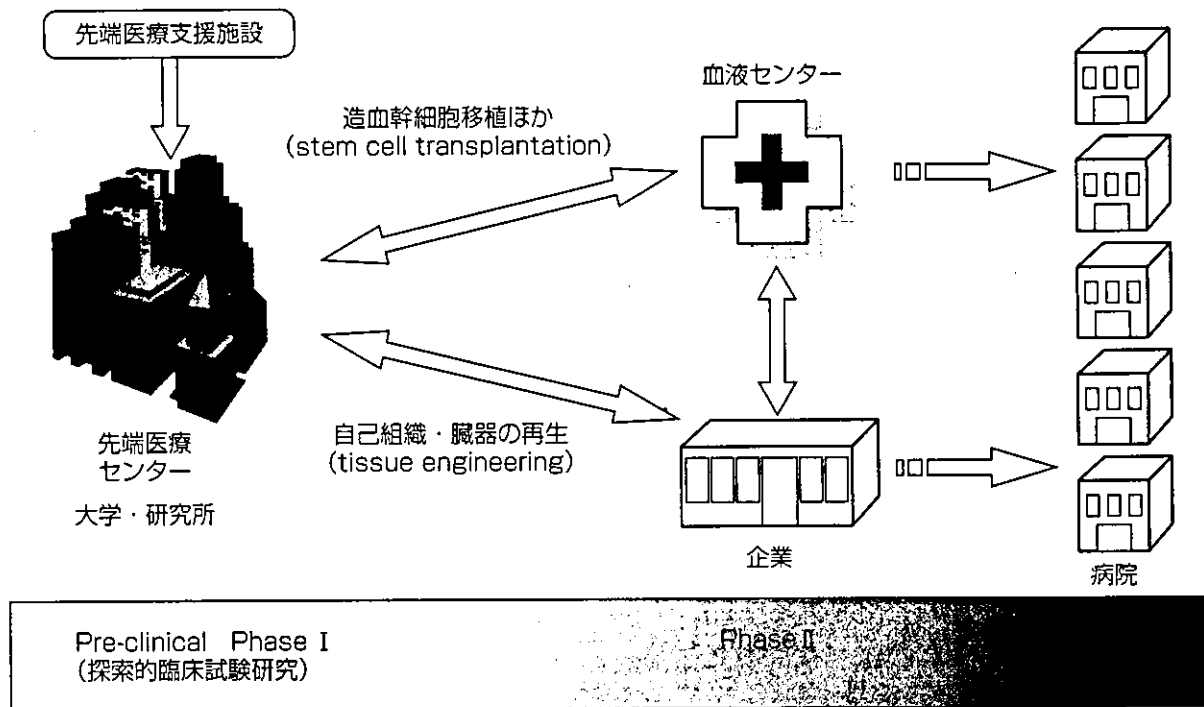 先端医療支援施設
血液センター
造血幹細胞移植ほか
(stem cell transplantation)
自己組織・臓器の再生
(tissue engineering)
先端医療
センター
大学・研究所
企業
病院
Pre-clinical Phase Ⅰ
(探索的臨床試験研究)
Phase Ⅱ